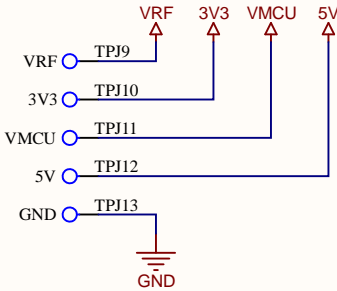 VRF 3V3 VMCU 5V
VRF TPJ9
3V3 TPJ10
VMCU TPJ11
5V TPJ12
GND TPJ13
GND